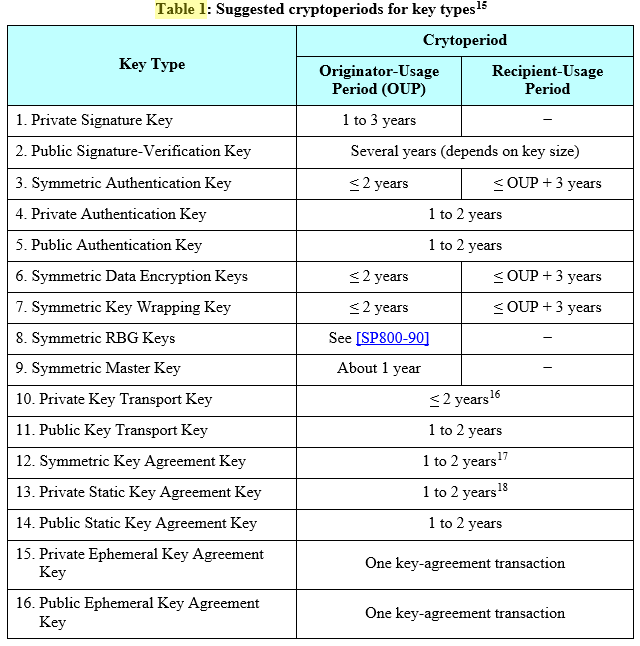 Table 1: Suggested cryptoperiods for key types15
Key Type
Crytoperiod
Originator-Usage
Period (OUP)
Recipient-Usage
Period
1. Private Signature Key
1 to 3 years
–
2. Public Signature-Verification Key
Several years (depends on key size)
3. Symmetric Authentication Key
≤ 2 years
≤ OUP + 3 years
4. Private Authentication Key
1 to 2 years
5. Public Authentication Key
1 to 2 years
6. Symmetric Data Encryption Keys
≤ 2 years
≤ OUP + 3 years
7. Symmetric Key Wrapping Key
≤ 2 years
≤ OUP + 3 years
8. Symmetric RBG Keys
See [SP800-90]
–
9. Symmetric Master Key
About 1 year
–
10. Private Key Transport Key
≤ 2 years16
11. Public Key Transport Key
1 to 2 years
12. Symmetric Key Agreement Key
1 to 2 years17
13. Private Static Key Agreement Key
1 to 2 years18
14. Public Static Key Agreement Key
1 to 2 years
15. Private Ephemeral Key Agreement
Key
One key-agreement transaction
16. Public Ephemeral Key Agreement
Key
One key-agreement transaction